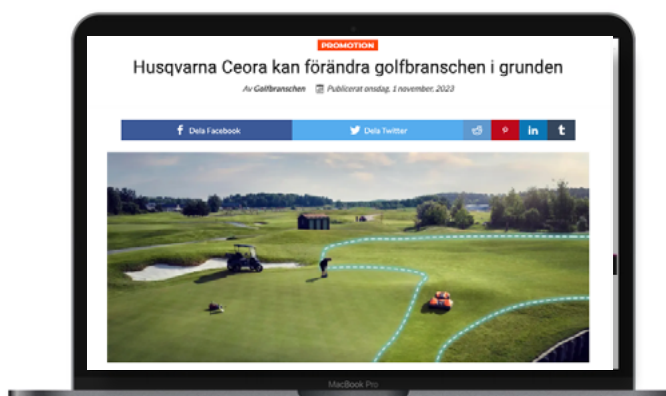 PROMOTION
Husqvarna Ceora kan förändra golfbranschen i grunden
Av Golfbranschen Publicerat onsdag, 1 november, 2023
f Dela Facebook Dela Twitter in t
MacBook Pro